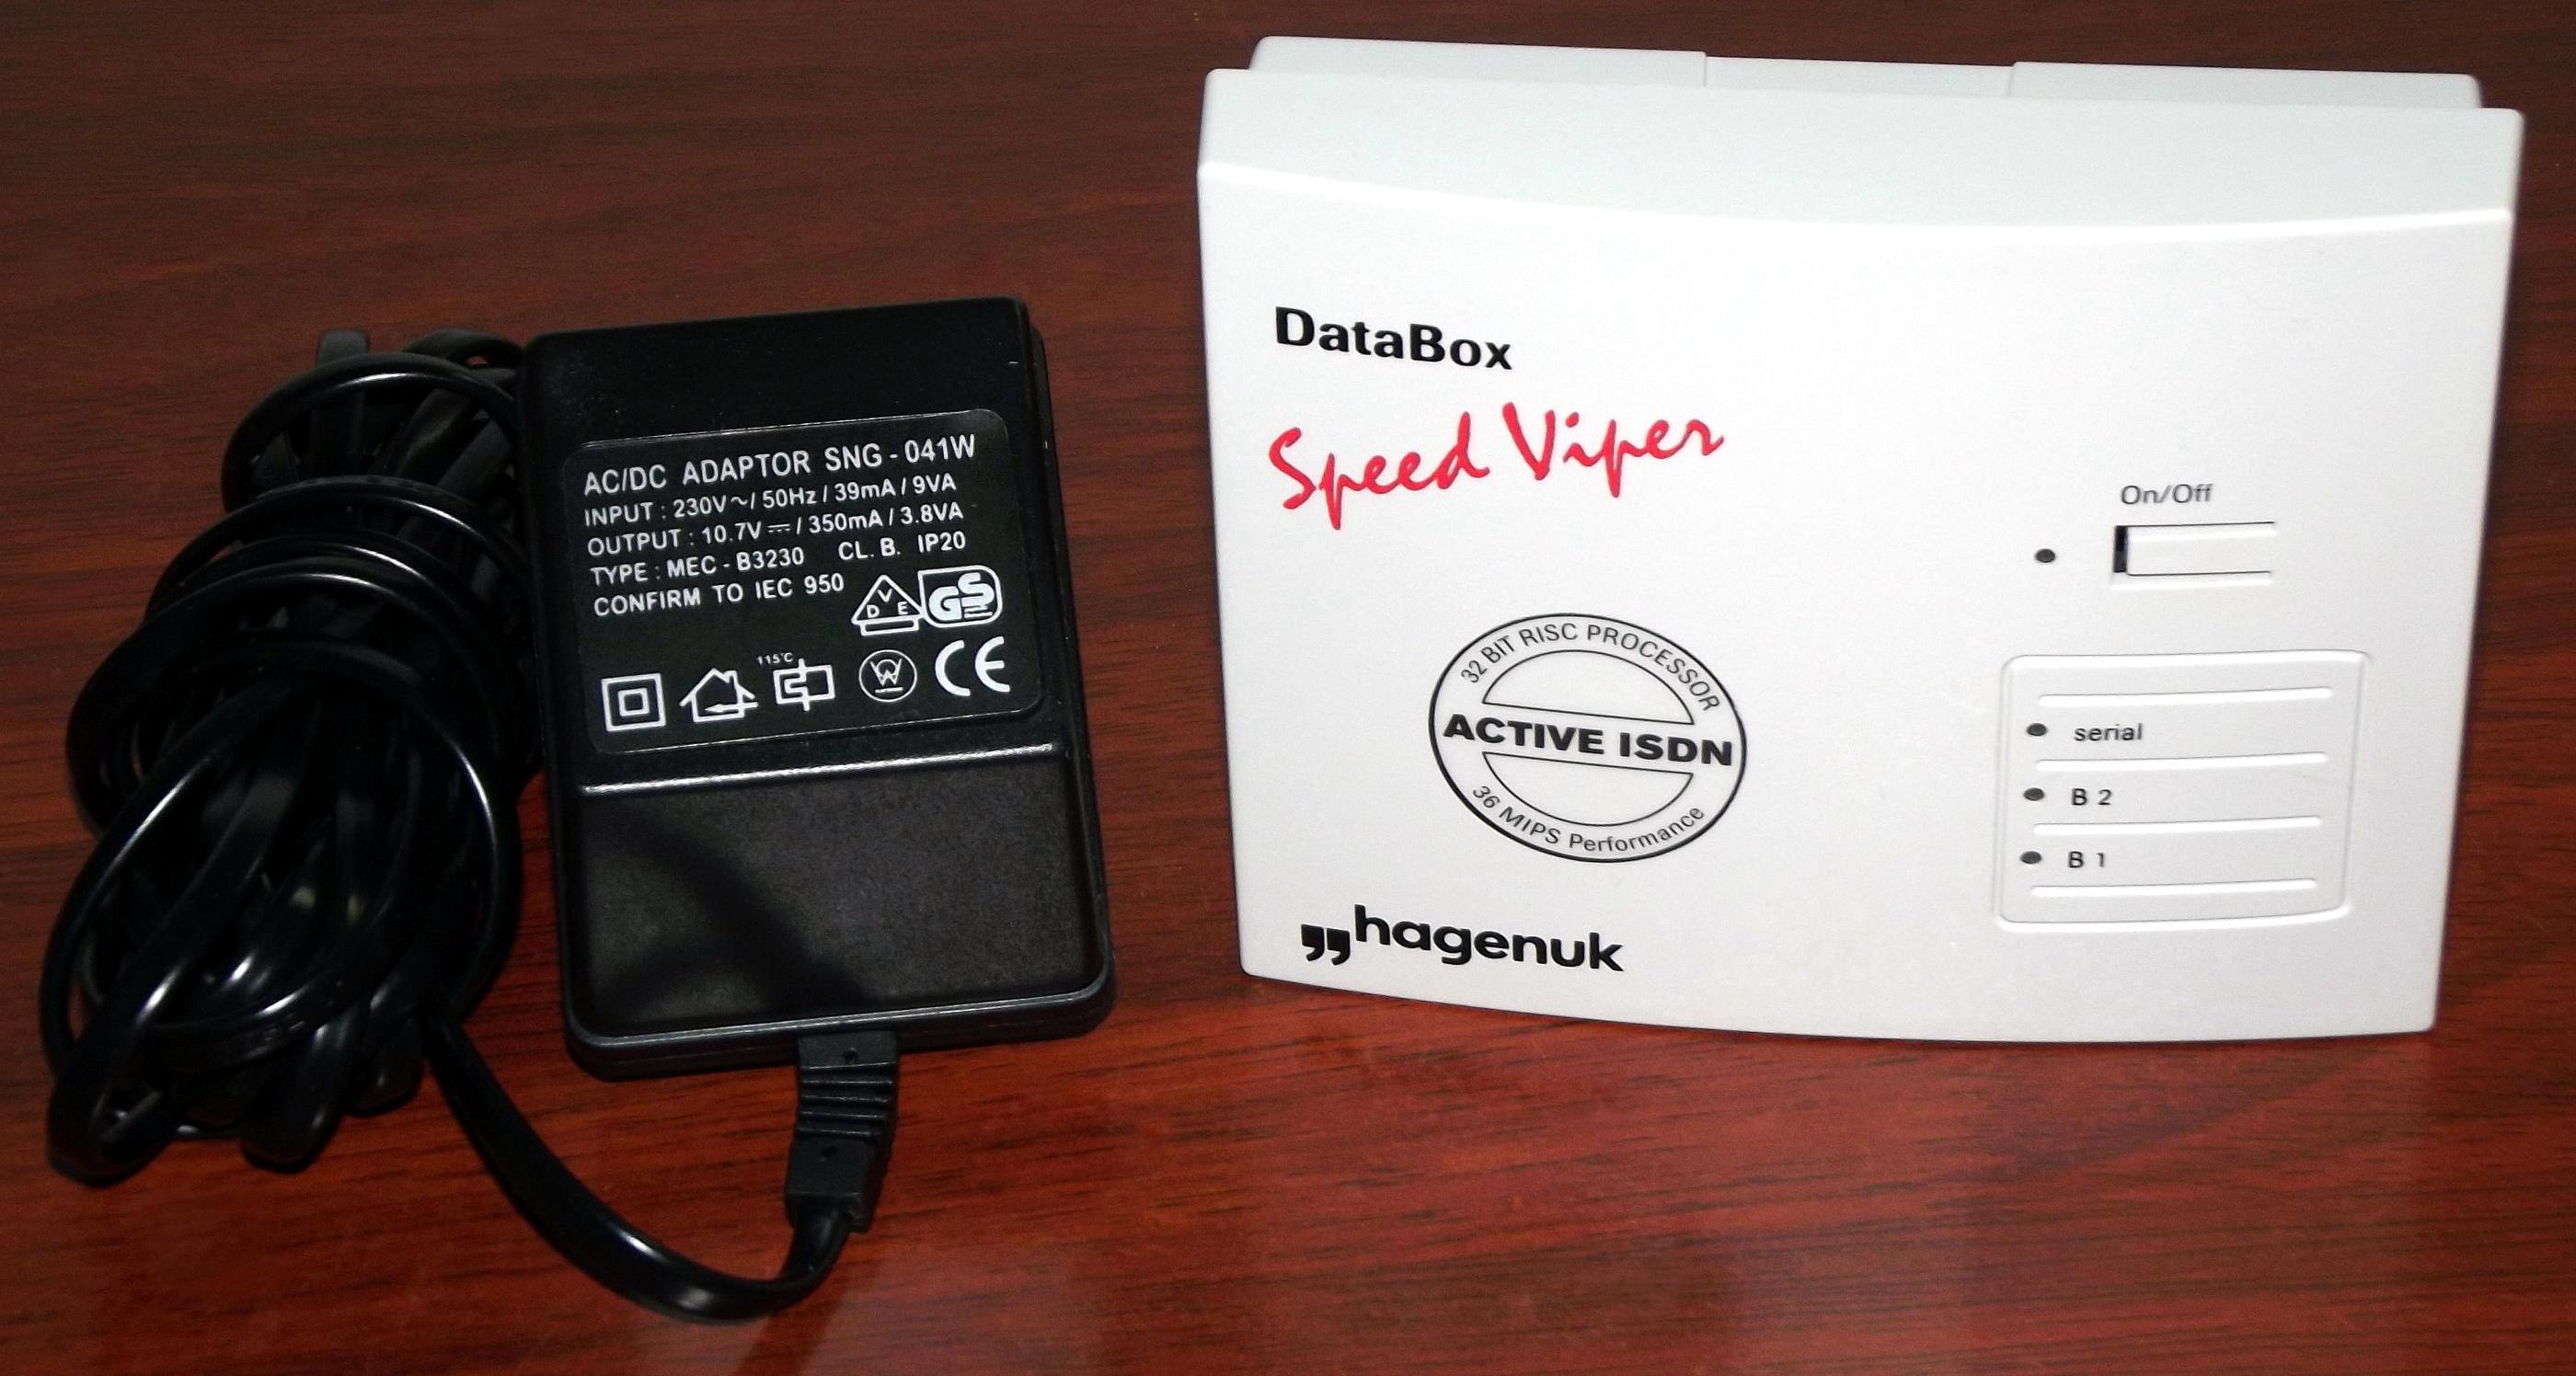 AC/DC ADAPTOR SNG - 041W
INPUT : 230V ~ / 50Hz / 39mA / 9VA
OUTPUT : 10.7V ⎓ / 350mA / 3.8VA
TYPE : MEC - B3230 CL. B. IP20
CONFIRM TO IEC 950
D V E
GS
115°C
CE
DataBox
Speed Viper
On/Off
32 BIT RISC PROCESSOR
ACTIVE ISDN
36 MIPS Performance
serial
B 2
B 1
hagenuk